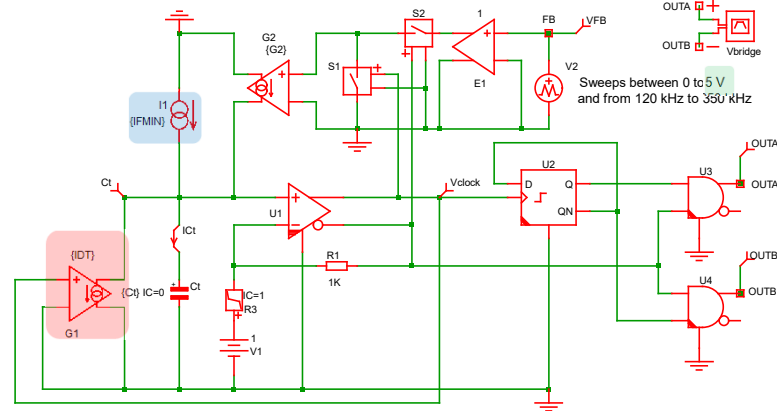 OUTA
OUTB
Vbridge
S2
1
E1
FB
VFB
V2
Sweeps between 0 to 5 V
and from 120 kHz to 350 kHz
G2
{G2}
S1
I1
{IFMIN}
Ct
ICt
{Ct} IC=0
Ct
{IDT}
G1
U1
Vclock
R1
1K
IC=1
R3
1
V1
U2
D
Q
QN
U3
OUTA
OUTA
U4
OUTB
OUTB